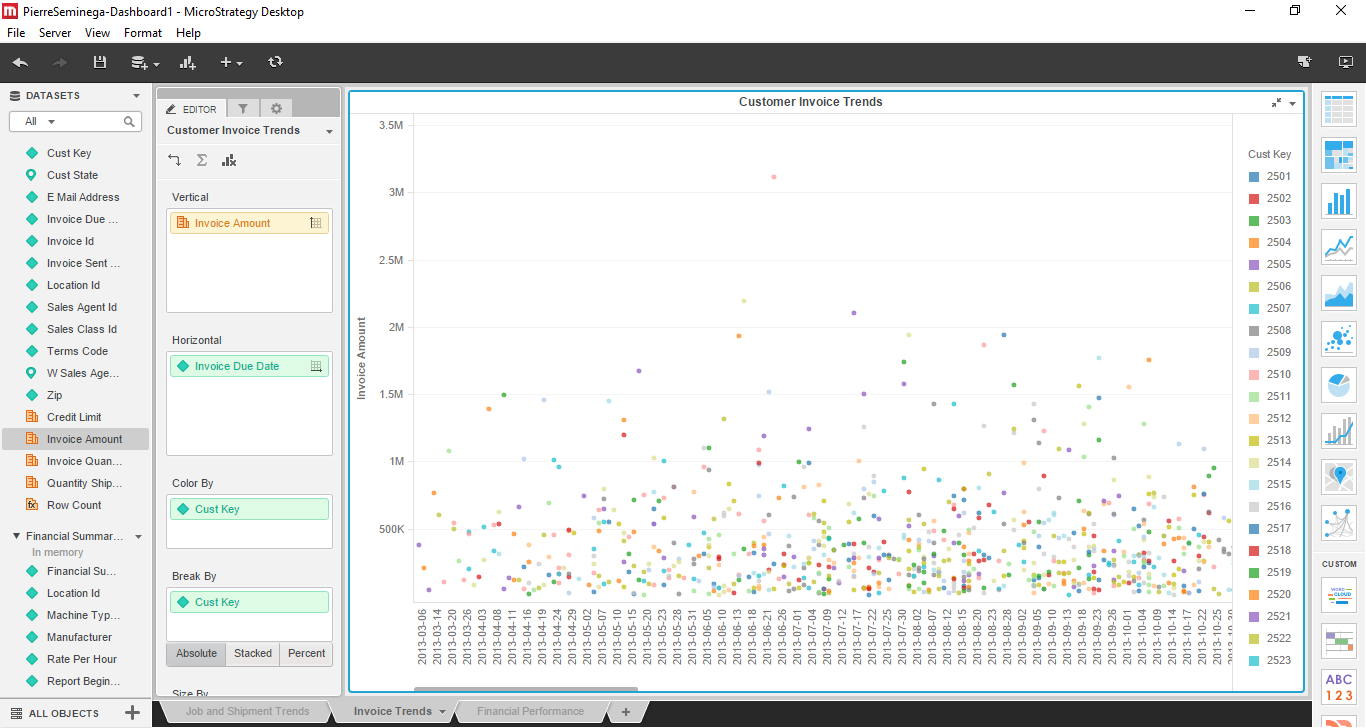 PierreSeminega-Dashboard1 - MicroStrategy Desktop
File Server View Format Help
DATASETS
All
Cust Key
Cust State
E Mail Address
Invoice Due ...
Invoice Id
Invoice Sent ...
Location Id
Sales Agent Id
Sales Class Id
Terms Code
W Sales Age...
Zip
Credit Limit
Invoice Amount
Invoice Quan...
Quantity Ship...
fx Row Count
Financial Summar...
In memory
Financial Su...
Location Id
Machine Typ...
Manufacturer
Rate Per Hour
Report Begin...
ALL OBJECTS
EDITOR
Customer Invoice Trends
Vertical
Invoice Amount
Horizontal
Invoice Due Date
Color By
Cust Key
Break By
Cust Key
Absolute Stacked Percent
Size By
Customer Invoice Trends
Invoice Amount
3.5M
3M
2.5M
2M
1.5M
1M
500K
2013-03-06
2013-03-14
2013-03-20
2013-03-26
2013-04-03
2013-04-08
2013-04-11
2013-04-16
2013-04-19
2013-04-24
2013-04-29
2013-05-02
2013-05-07
2013-05-10
2013-05-15
2013-05-20
2013-05-23
2013-05-28
2013-05-31
2013-06-05
2013-06-10
2013-06-13
2013-06-18
2013-06-21
2013-06-26
2013-07-01
2013-07-04
2013-07-09
2013-07-12
2013-07-17
2013-07-22
2013-07-25
2013-07-30
2013-08-02
2013-08-07
2013-08-12
2013-08-15
2013-08-20
2013-08-23
2013-08-28
2013-09-02
2013-09-05
2013-09-10
2013-09-13
2013-09-18
2013-09-23
2013-09-26
2013-10-01
2013-10-04
2013-10-09
2013-10-14
2013-10-17
2013-10-22
2013-10-25
Cust Key
2501
2502
2503
2504
2505
2506
2507
2508
2509
2510
2511
2512
2513
2514
2515
2516
2517
2518
2519
2520
2521
2522
2523
CUSTOM
WORD
CLOUD
ABC
123
Job and Shipment Trends
Invoice Trends
Financial Performance
+